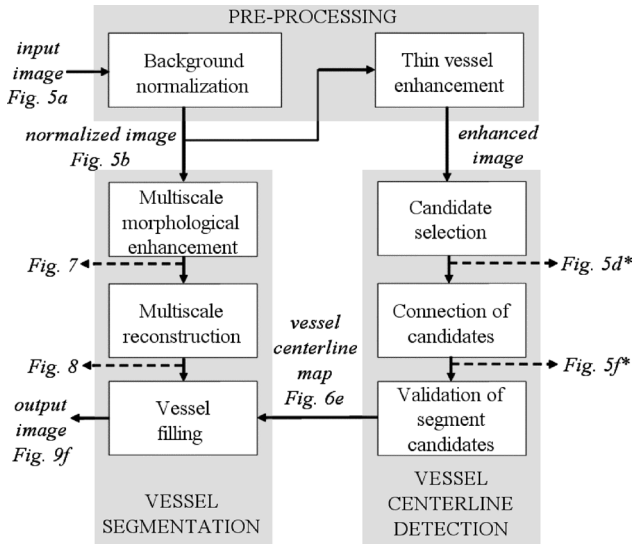 PRE-PROCESSING
input
image
Fig. 5a
Background
normalization
Thin vessel
enhancement
normalized image
Fig. 5b
enhanced
image
Multiscale
morphological
enhancement
Candidate
selection
Fig. 7
Fig. 5d*
Multiscale
reconstruction
vessel
centerline
map
Fig. 6e
Connection of
candidates
Fig. 8
Fig. 5f*
output
image
Fig. 9f
Vessel
filling
Validation of
segment
candidates
VESSEL
SEGMENTATION
VESSEL
CENTERLINE
DETECTION